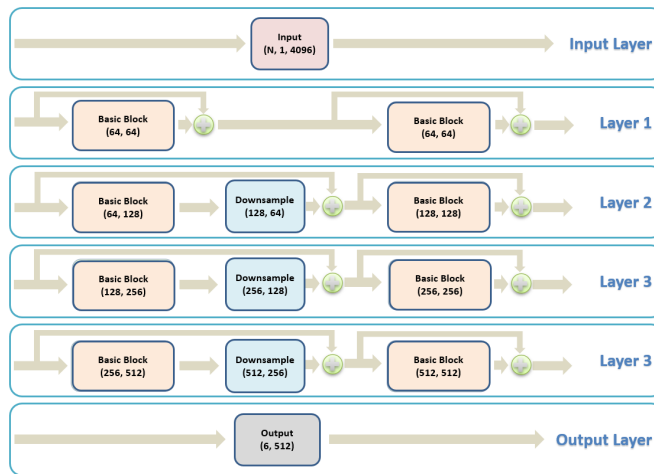 Input
(N, 1, 4096)
Input Layer
Basic Block
(64, 64)
Basic Block
(64, 64)
Layer 1
Basic Block
(64, 128)
Downsample
(128, 64)
Basic Block
(128, 128)
Layer 2
Basic Block
(128, 256)
Downsample
(256, 128)
Basic Block
(256, 256)
Layer 3
Basic Block
(256, 512)
Downsample
(512, 256)
Basic Block
(512, 512)
Layer 3
Output
(6, 512)
Output Layer